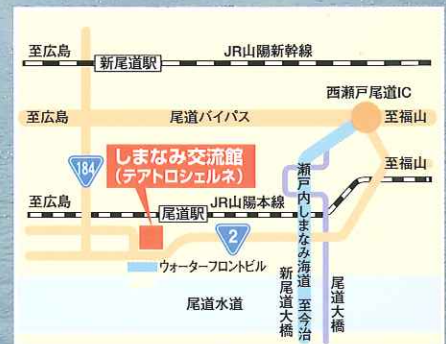 至広島
JR山陽新幹線
新尾道駅
西瀬戸尾道IC
至広島
尾道バイパス
至福山
184
しまなみ交流館
(テアトロシェルネ)
至福山
至広島
JR山陽本線
尾道駅
2
瀬戸内しまなみ海道 至今治
ウォーターフロントビル
新尾道大橋
尾道大橋
尾道水道